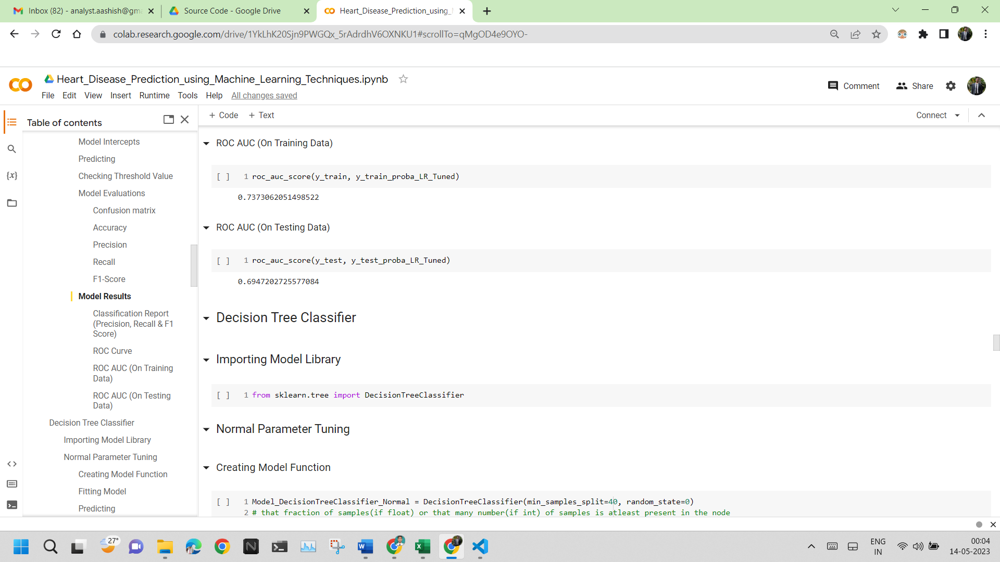 Inbox (82) - analyst.aashish@gm
Source Code - Google Drive
Heart_Disease_Prediction_using_
colab.research.google.com/drive/1YkLhK20Sjn9PWGQx_5rAdrdhV6OXNKU1#scrollTo=qMgOD4e9OYO-
Heart_Disease_Prediction_using_Machine_Learning_Techniques.ipynb
File Edit View Insert Runtime Tools Help All changes saved
Comment
Share
Table of contents
Model Intercepts
Predicting
Checking Threshold Value
Model Evaluations
Confusion matrix
Accuracy
Precision
Recall
F1-Score
Model Results
Classification Report
(Precision, Recall & F1
Score)
ROC Curve
ROC AUC (On Training
Data)
ROC AUC (On Testing
Data)
Decision Tree Classifier
Importing Model Library
Normal Parameter Tuning
Creating Model Function
Fitting Model
Predicting
+ Code + Text
Connect
ROC AUC (On Training Data)
[ ] 1 roc_auc_score(y_train, y_train_proba_LR_Tuned)
0.7373062051498522
ROC AUC (On Testing Data)
[ ] 1 roc_auc_score(y_test, y_test_proba_LR_Tuned)
0.6947202725577084
Decision Tree Classifier
Importing Model Library
[ ] 1 from sklearn.tree import DecisionTreeClassifier
Normal Parameter Tuning
Creating Model Function
[ ] 1 Model_DecisionTreeClassifier_Normal = DecisionTreeClassifier(min_samples_split=40, random_state=0)
2 # that fraction of samples(if float) or that many number(if int) of samples is atleast present in the node
27°
ENG
IN
00:04
14-05-2023